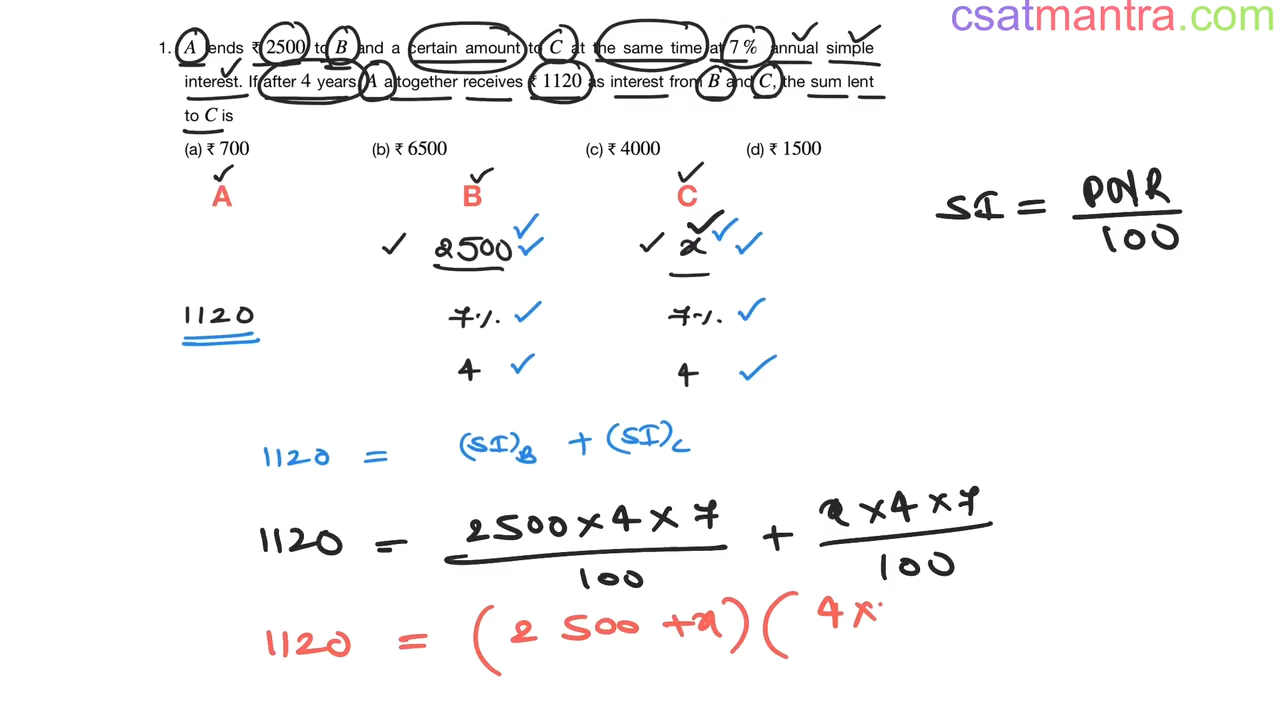 csatmantra.com
1. A lends ₹ 2500 to B and a certain amount to C at the same time at 7 % annual simple
interest. If after 4 years, A altogether receives ₹ 1120 as interest from B and C, the sum lent
to C is
(a) ₹ 700 (b) ₹ 6500 (c) ₹ 4000 (d) ₹ 1500
A B C
SI = PNR / 100
2500 x
1120 7% 7%
4 4
1120 = (SI)B + (SI)C
1120 = 2500 × 4 × 7 / 100 + x × 4 × 7 / 100
1120 = (2500 + x) ( 4 ×